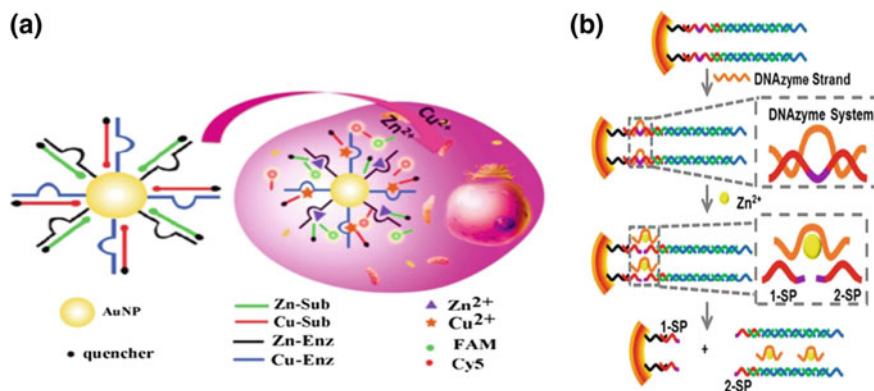 (a)
Zn²⁺
Cu²⁺
AuNP
quencher
Zn-Sub
Cu-Sub
Zn-Enz
Cu-Enz
Zn²⁺
Cu²⁺
FAM
Cy5
(b)
DNAzyme Strand
DNAzyme System
Zn²⁺
1-SP
2-SP
1-SP
+
2-SP